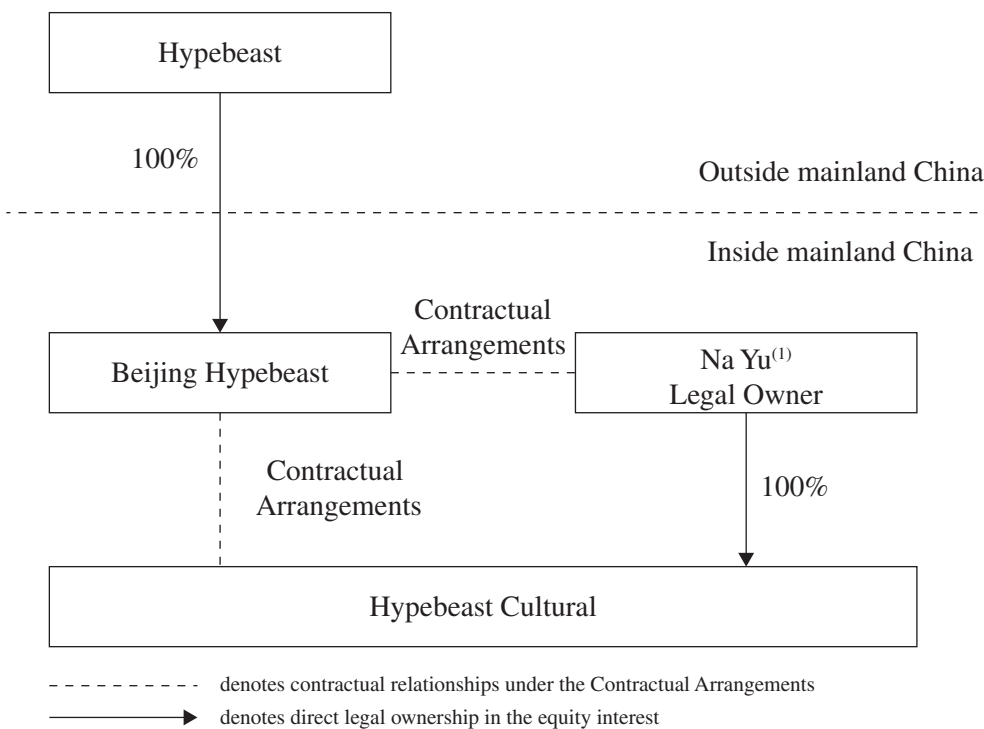 Hypebeast
100%
Outside mainland China
Inside mainland China
Contractual
Arrangements
Beijing Hypebeast
Na Yu(1)
Legal Owner
Contractual
Arrangements
100%
Hypebeast Cultural
denotes contractual relationships under the Contractual Arrangements
denotes direct legal ownership in the equity interest